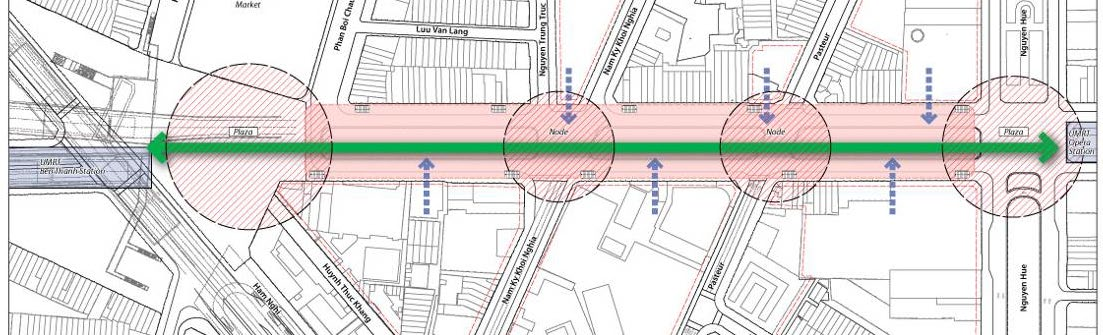 Market
Phan Boi Chau
Luu Van Lang
Nguyen Trung Truc
Nam Ky Khoi Nghia
Pasteur
Nguyen Hue
Plaza
Node
Node
Plaza
UMRT
Ben Thanh Station
UMRT
Opera
Station
Ham Nghi
Huynh Thuc Khang
Nam Ky Khoi Nghia
Pasteur
Nguyen Hue